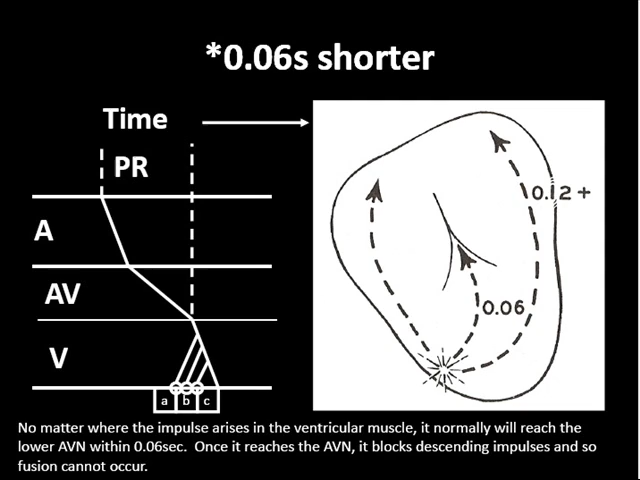 *0.06s shorter
Time
PR
A
AV
V
a b c
0.12+
0.06
No matter where the impulse arises in the ventricular muscle, it normally will reach the
lower AVN within 0.06sec.  Once it reaches the AVN, it blocks descending impulses and so
fusion cannot occur.